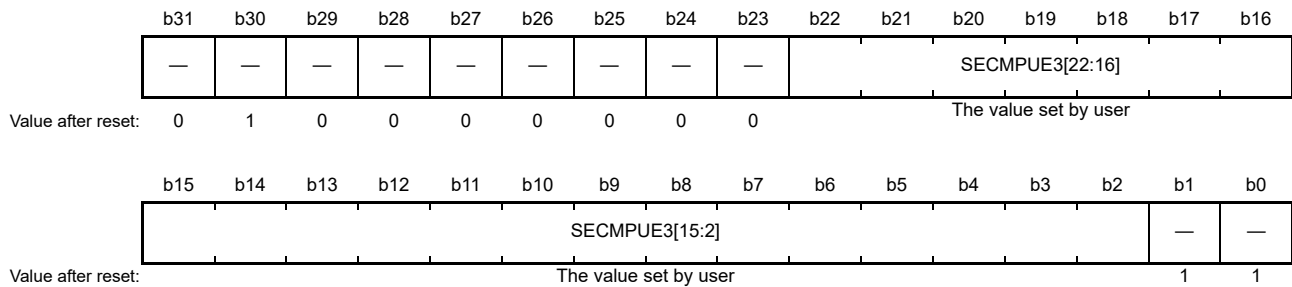 b31 b30 b29 b28 b27 b26 b25 b24 b23 b22 b21 b20 b19 b18 b17 b16
— — — — — — — — — SECMPUE3[22:16]
Value after reset: 0 1 0 0 0 0 0 0 0 The value set by user
b15 b14 b13 b12 b11 b10 b9 b8 b7 b6 b5 b4 b3 b2 b1 b0
SECMPUE3[15:2] — —
Value after reset: The value set by user 1 1